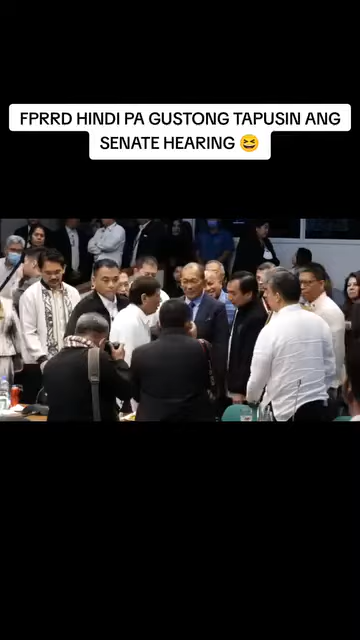 FPRRD HINDI PA GUSTONG TAPUSIN ANG
SENATE HEARING 😆